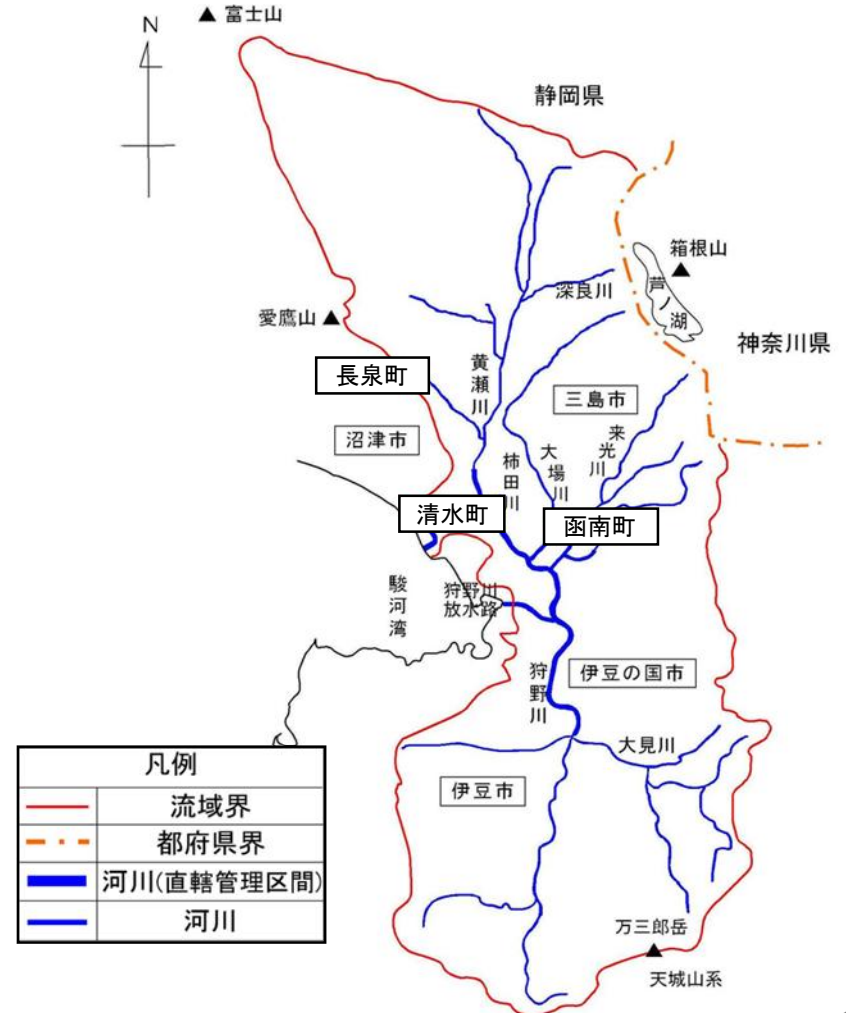 富士山
N
静岡県
箱根山
芦ノ湖
深良川
愛鷹山
神奈川県
長泉町
黄瀬川
三島市
沼津市
来光川
大場川
柿田川
清水町
函南町
駿河湾
狩野川
放水路
伊豆の国市
狩野川
大見川
伊豆市
凡例
流域界
都府県界
河川(直轄管理区間)
河川
万三郎岳
天城山系